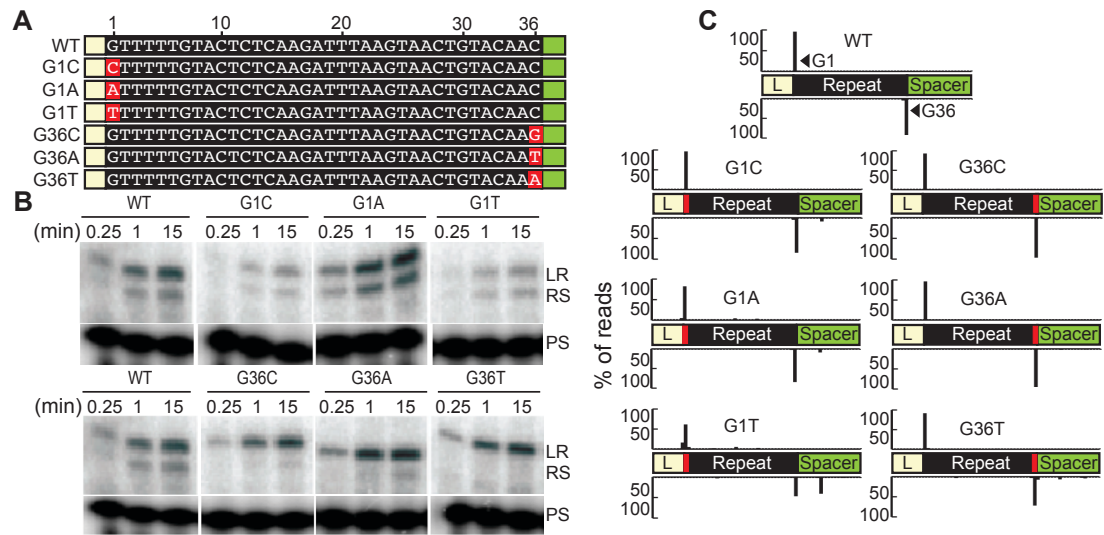 A
1 10 20 30 36
WT GTTTTTGTACTCTCAAGATTTAAGTAACTGTACAAC
G1C CTTTTTGTACTCTCAAGATTTAAGTAACTGTACAAC
G1A ATTTTTGTACTCTCAAGATTTAAGTAACTGTACAAC
G1T TTTTTTGTACTCTCAAGATTTAAGTAACTGTACAAC
G36C GTTTTTGTACTCTCAAGATTTAAGTAACTGTACAAG
G36A GTTTTTGTACTCTCAAGATTTAAGTAACTGTACAAT
G36T GTTTTTGTACTCTCAAGATTTAAGTAACTGTACAAA
B
WT G1C G1A G1T
(min) 0.25 1 15 0.25 1 15 0.25 1 15 0.25 1 15
LR
RS
PS
WT G36C G36A G36T
(min) 0.25 1 15 0.25 1 15 0.25 1 15 0.25 1 15
LR
RS
PS
C
% of reads
100
50
WT
G1
L Repeat Spacer
50
100
G36
100
50
G1C
L Repeat Spacer
50
100
100
50
G36C
L Repeat Spacer
50
100
100
50
G1A
L Repeat Spacer
50
100
100
50
G36A
L Repeat Spacer
50
100
100
50
G1T
L Repeat Spacer
50
100
100
50
G36T
L Repeat Spacer
50
100